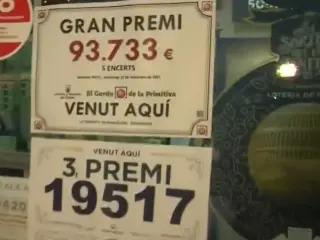 GRAN PREMI
93.733 €
5 ENCERTS
El Gordo de la Primitiva
VENUT AQUÍ
VENUT AQUÍ
3, PREMI
19517